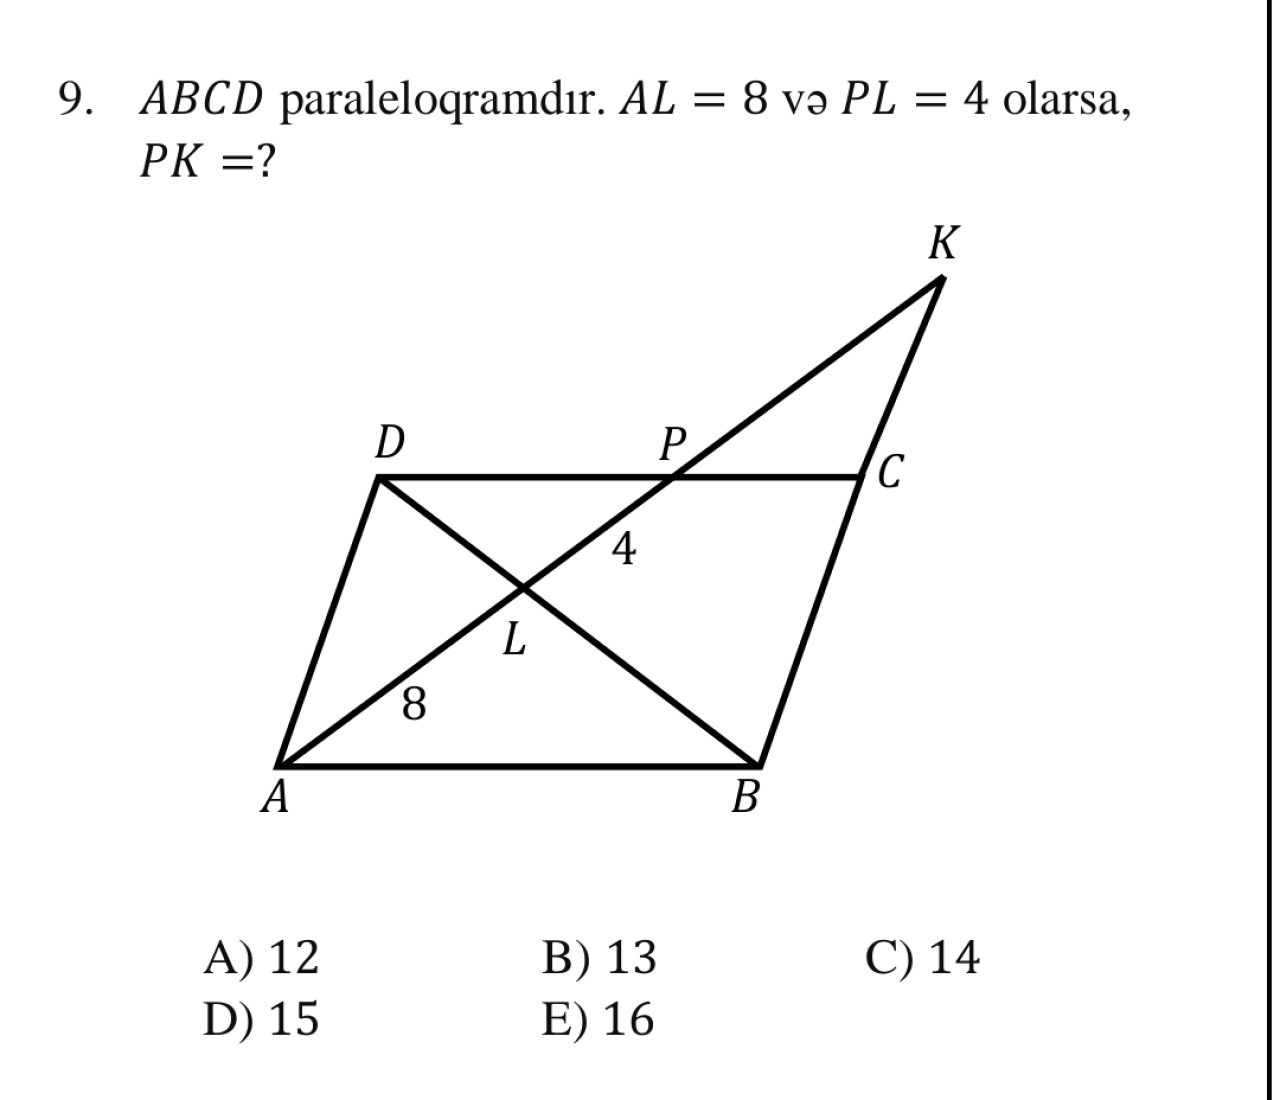 9. ABCD paraleloqramdır. AL = 8 və PL = 4 olarsa,
PK =?
K
D
P
C
4
L
8
A
B
A) 12 B) 13 C) 14
D) 15 E) 16